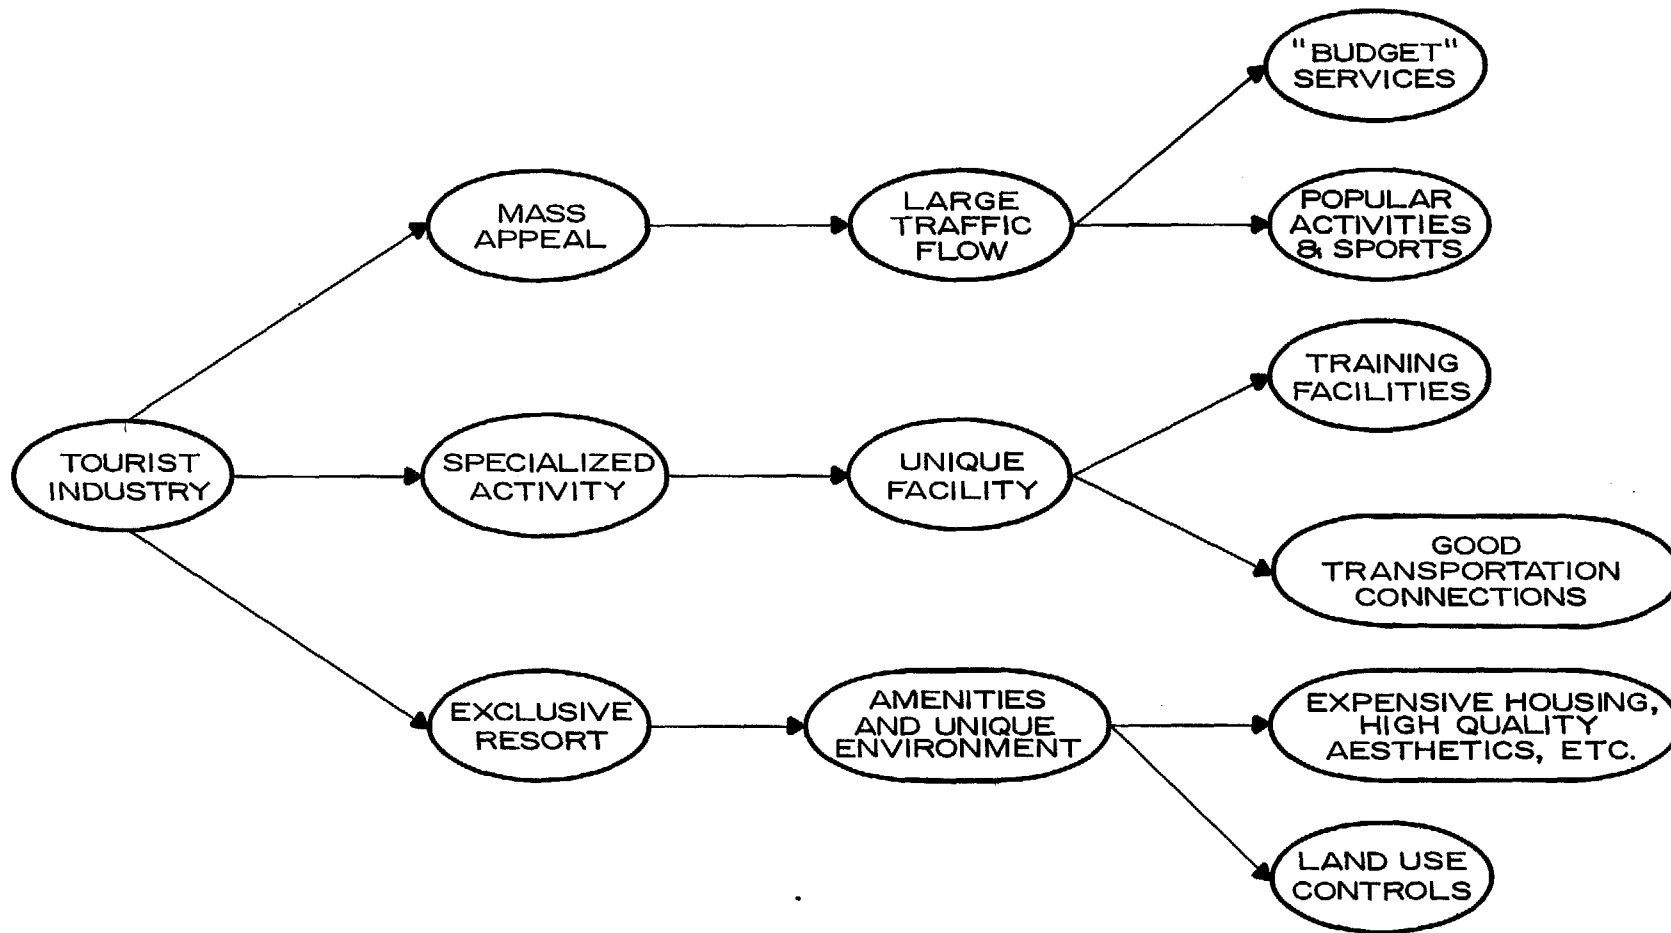 "BUDGET"
SERVICES
MASS
APPEAL
LARGE
TRAFFIC
FLOW
POPULAR
ACTIVITIES
& SPORTS
TRAINING
FACILITIES
TOURIST
INDUSTRY
SPECIALIZED
ACTIVITY
UNIQUE
FACILITY
GOOD
TRANSPORTATION
CONNECTIONS
EXCLUSIVE
RESORT
AMENITIES
AND UNIQUE
ENVIRONMENT
EXPENSIVE HOUSING,
HIGH QUALITY
AESTHETICS, ETC.
LAND USE
CONTROLS